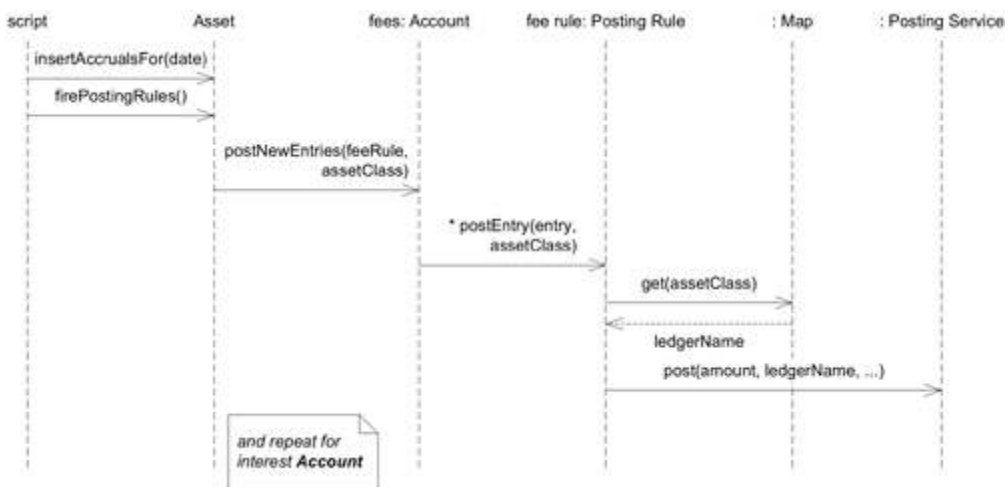 script
Asset
fees: Account
fee rule: Posting Rule
: Map
: Posting Service
insertAccrualsFor(date)
firePostingRules()
postNewEntries(feeRule,
assetClass)
* postEntry(entry,
assetClass)
get(assetClass)
ledgerName
post(amount, ledgerName, ...)
and repeat for
interest Account